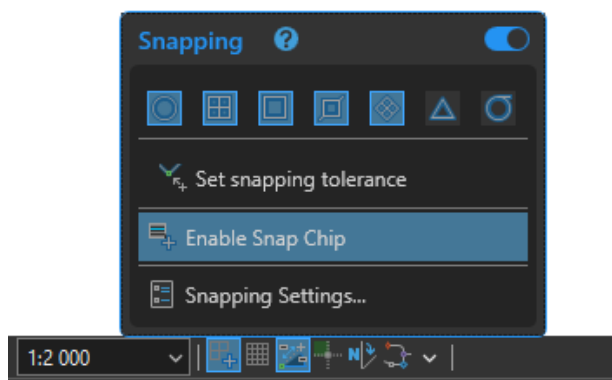 Snapping ?
Set snapping tolerance
Enable Snap Chip
Snapping Settings...
1:2 000 N